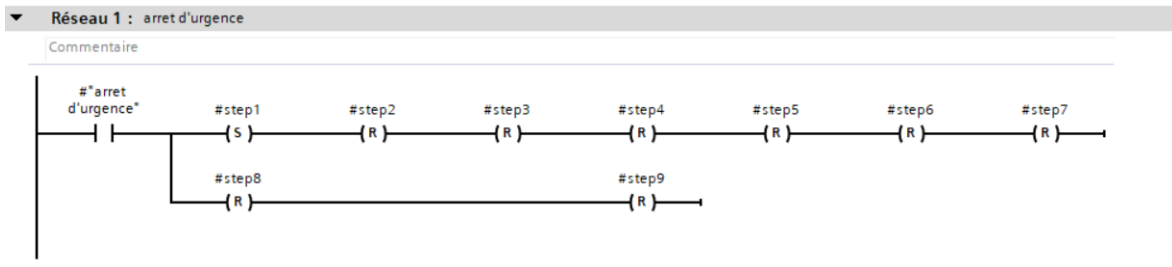 Réseau 1 : arret d'urgence
Commentaire
#"arret
d'urgence"
#step1 #step2 #step3 #step4 #step5 #step6 #step7
S R R R R R R
#step8 #step9
R R